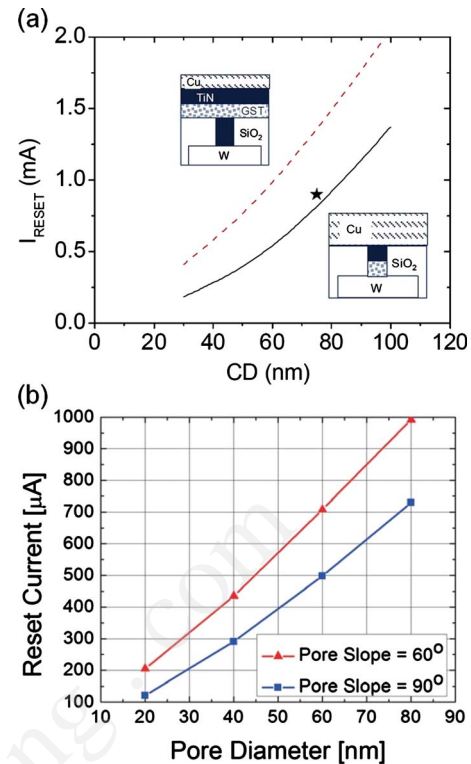 (a)
2.0
1.5
1.0
0.5
0.0
I_RESET (mA)
Cu
TiN
GST
SiO₂
W
Cu
SiO₂
W
0 20 40 60 80 100 120
CD (nm)
(b)
1000
900
800
700
600
500
400
300
200
100
Reset Current [μA]
Pore Slope = 60°
Pore Slope = 90°
10 20 30 40 50 60 70 80 90
Pore Diameter [nm]
ng.com